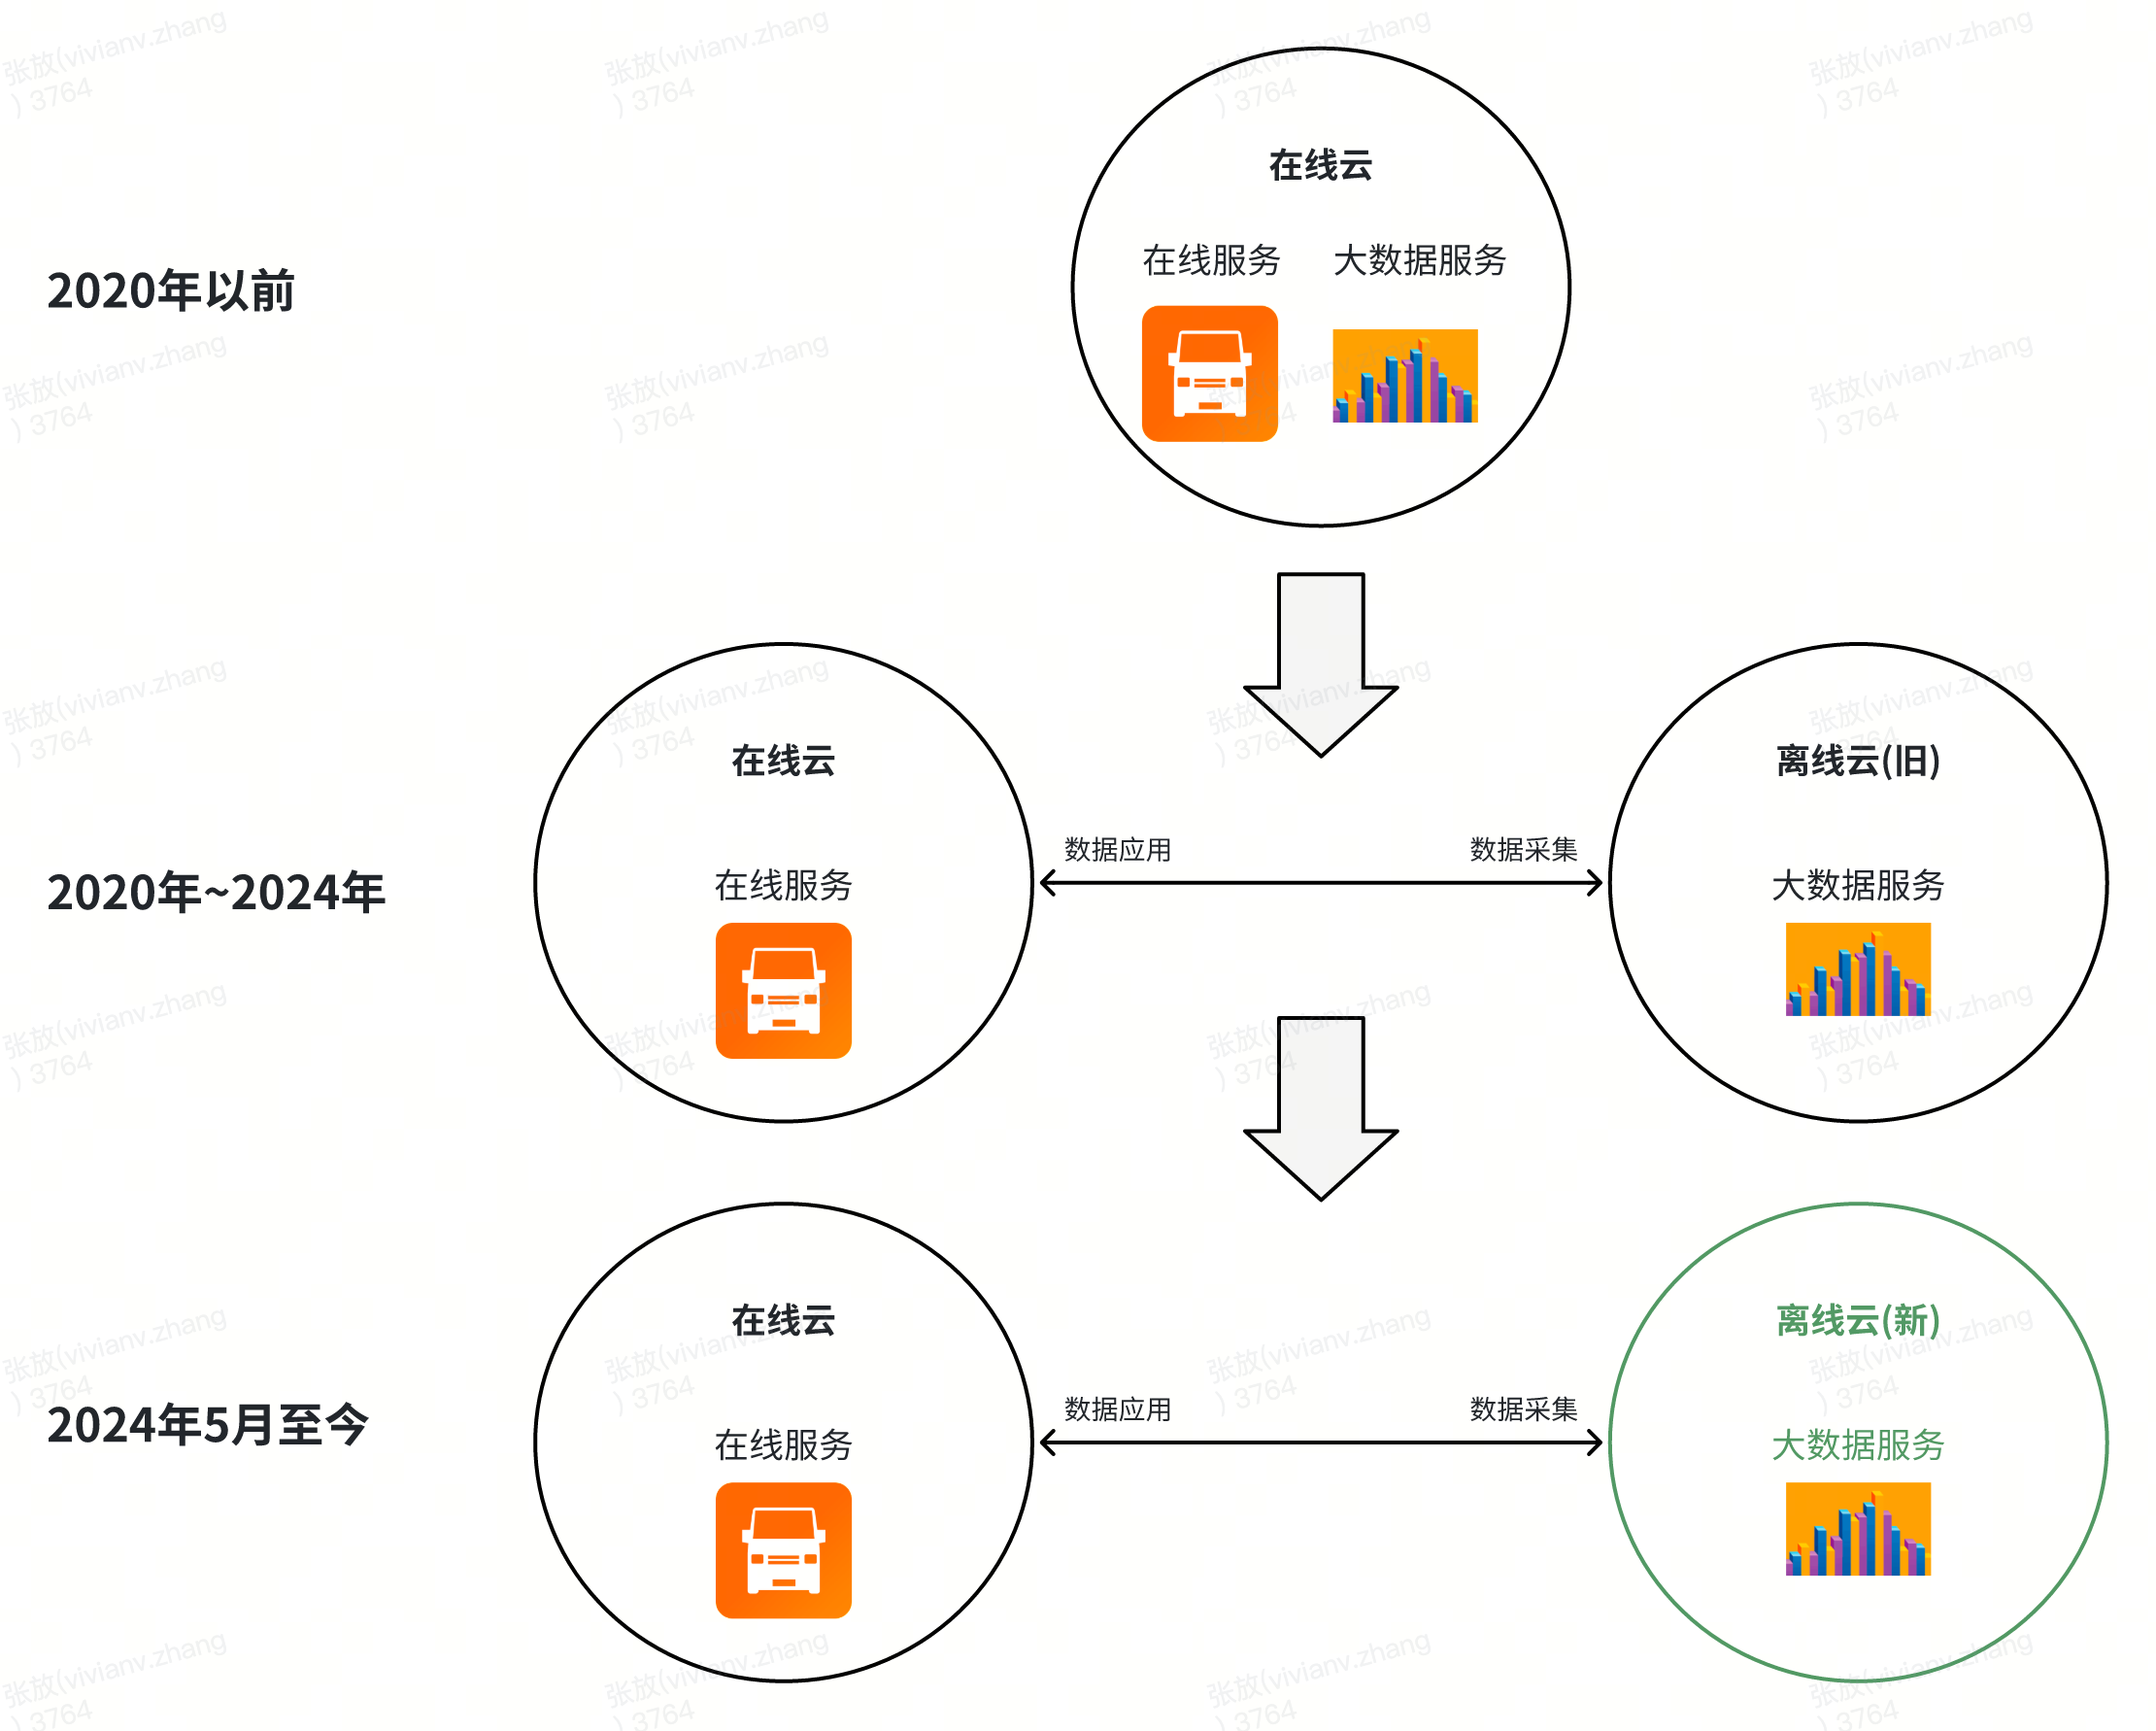 2020年以前
在线云
在线服务 大数据服务
2020年~2024年
在线云
在线服务
数据应用 数据采集
离线云(旧)
大数据服务
2024年5月至今
在线云
在线服务
数据应用 数据采集
离线云(新)
大数据服务
张放(vivianv.zhang
) 3764